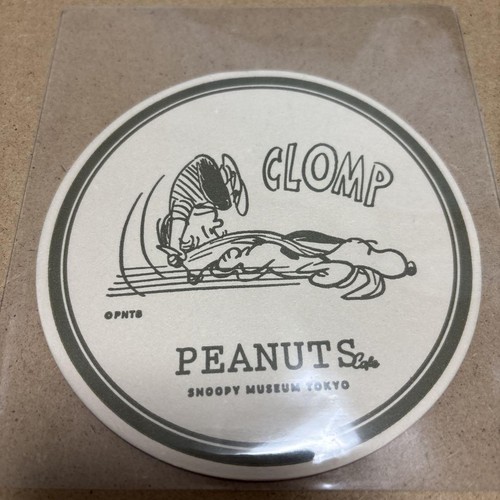 CLOMP
©PNTS
PEANUTS Cafe
SNOOPY MUSEUM TOKYO